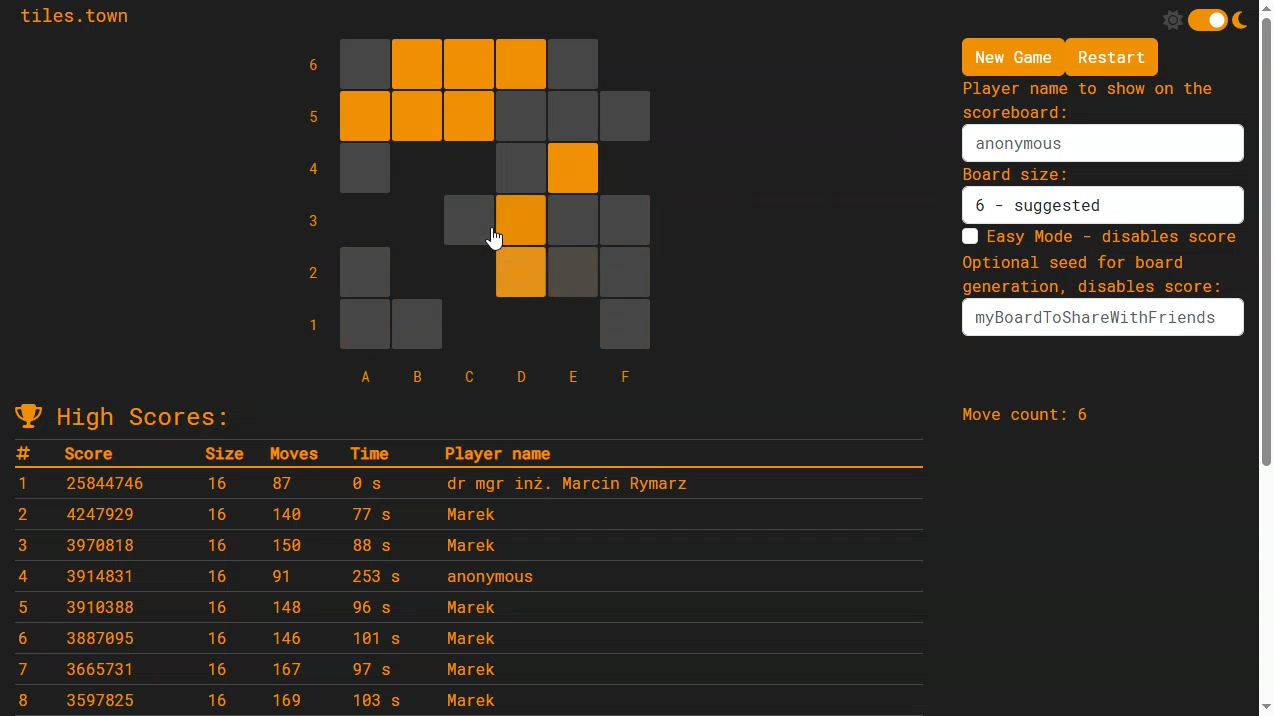 tiles.town
6
5
4
3
2
1
A B C D E F
New Game Restart
Player name to show on the
scoreboard:
anonymous
Board size:
6 - suggested
Easy Mode - disables score
Optional seed for board
generation, disables score:
myBoardToShareWithFriends
Move count: 6
High Scores:
# Score Size Moves Time Player name
1 25844746 16 87 0 s dr mgr inż. Marcin Rymarz
2 4247929 16 140 77 s Marek
3 3970818 16 150 88 s Marek
4 3914831 16 91 253 s anonymous
5 3910388 16 148 96 s Marek
6 3887095 16 146 101 s Marek
7 3665731 16 167 97 s Marek
8 3597825 16 169 103 s Marek